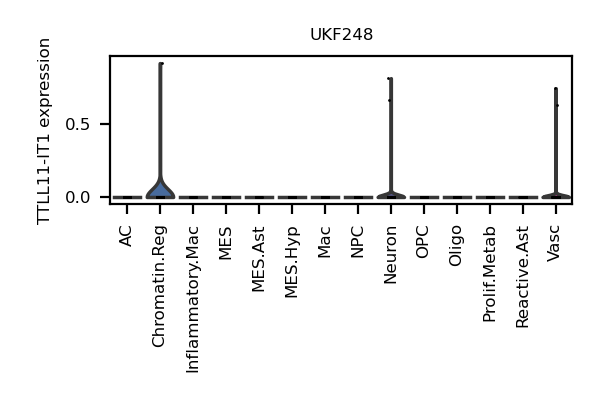 UKF248
TTLL11-IT1 expression
0.5
0.0
AC
Chromatin.Reg
Inflammatory.Mac
MES
MES.Ast
MES.Hyp
Mac
NPC
Neuron
OPC
Oligo
Prolif.Metab
Reactive.Ast
Vasc